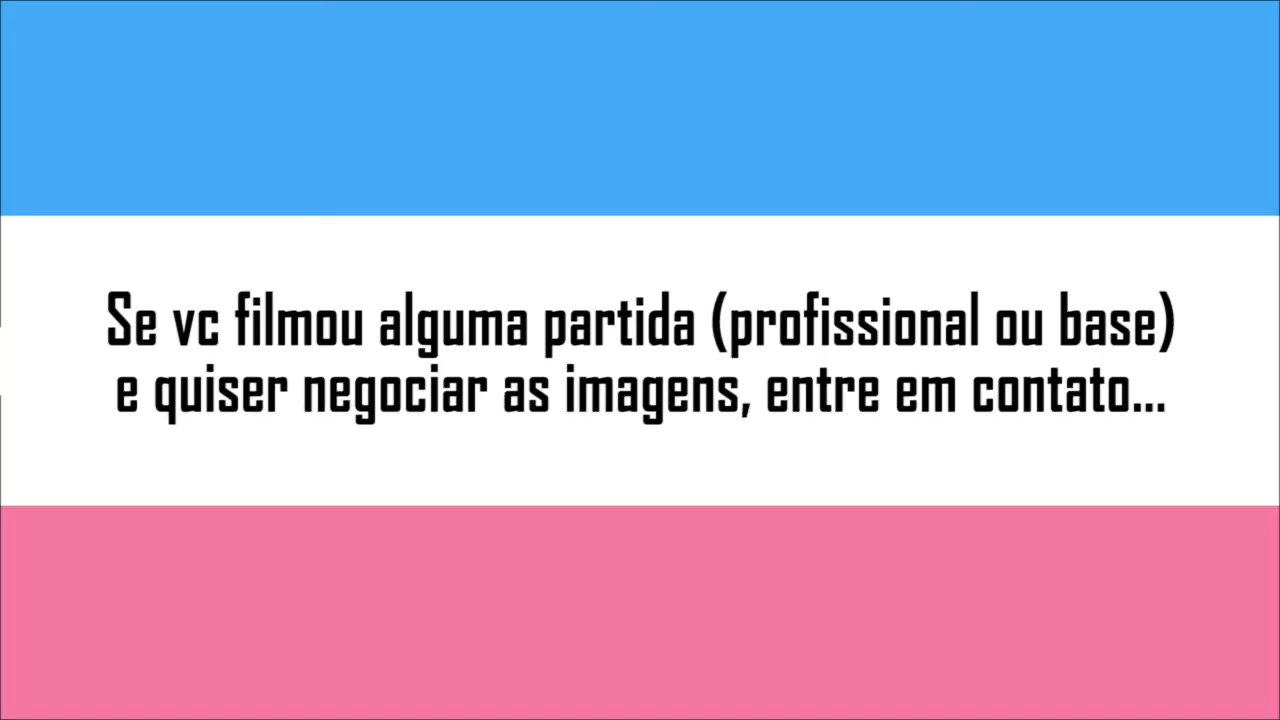 Se vc filmou alguma partida (profissional ou base)
e quiser negociar as imagens, entre em contato...